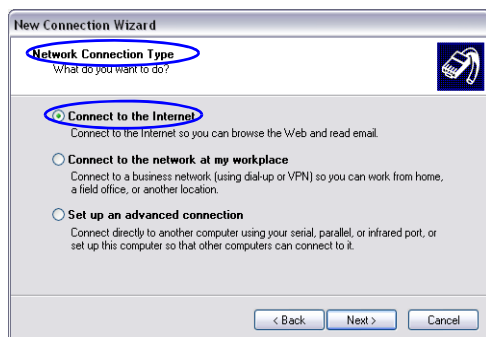 New Connection Wizard
Network Connection Type
What do you want to do?
Connect to the Internet
Connect to the Internet so you can browse the Web and read email.
Connect to the network at my workplace
Connect to a business network (using dial-up or VPN) so you can work from home,
a field office, or another location.
Set up an advanced connection
Connect directly to another computer using your serial, parallel, or infrared port, or
set up this computer so that other computers can connect to it.
< Back Next > Cancel